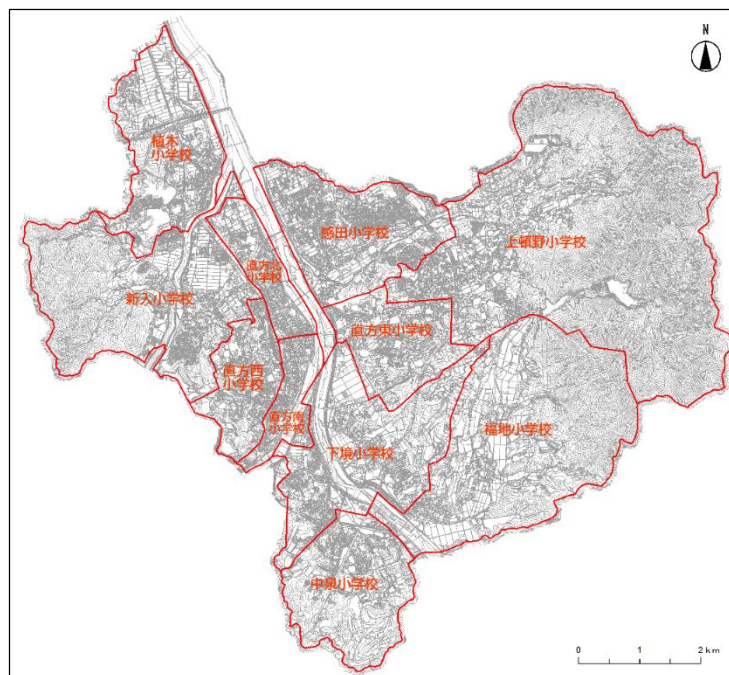 N
植木
小学校
感田小学校
上頓野小学校
直方北
小学校
新入小学校
直方東小学校
直方西
小学校
直方南
小学校
下境小学校
福地小学校
中泉小学校
0 1 2 km